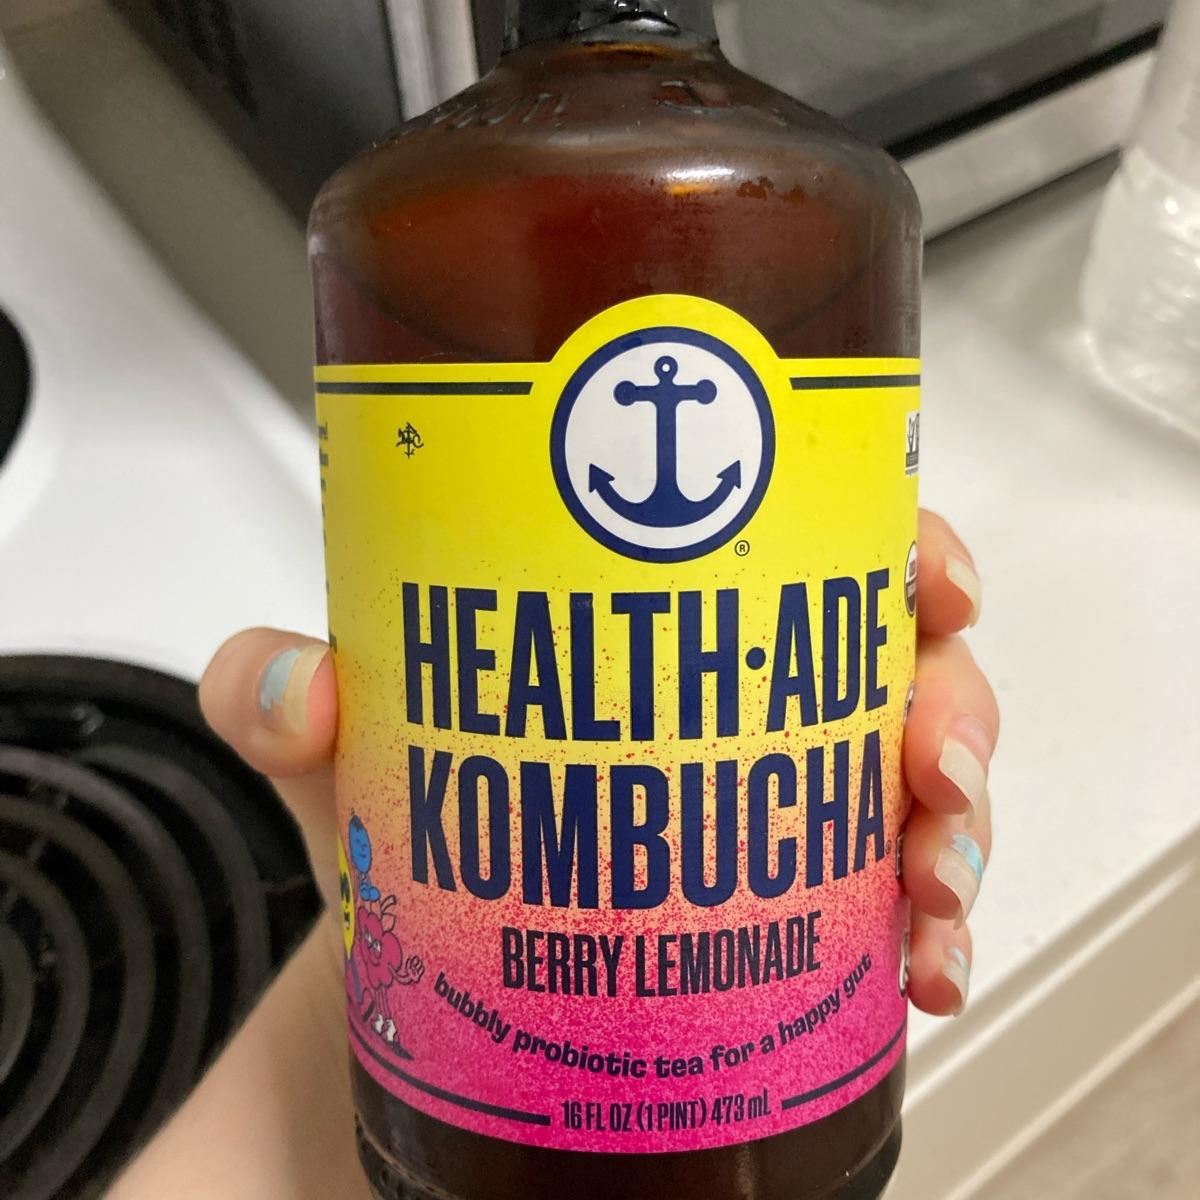 HEALTH·ADE
KOMBUCHA
BERRY LEMONADE
bubbly probiotic tea for a happy gut
16 FL OZ (1 PINT) 473 mL